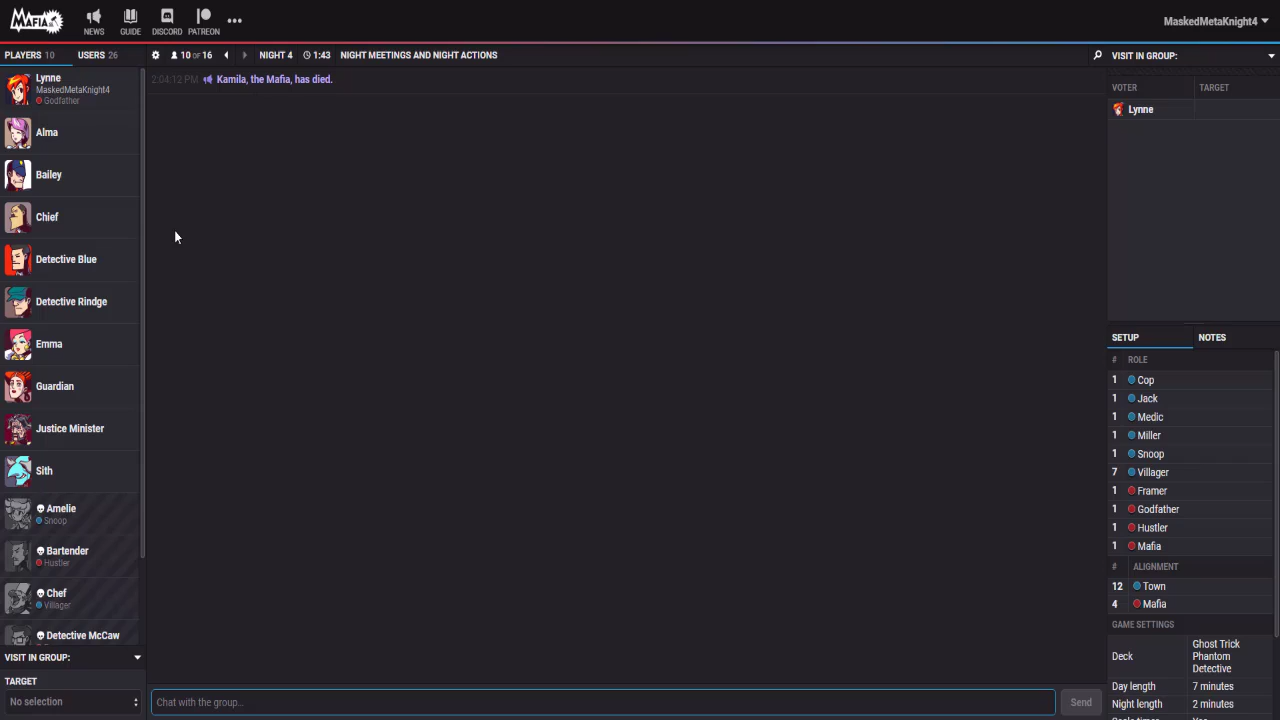 MAFIA
NEWS
GUIDE
DISCORD
PATREON
MaskedMetaKnight4
PLAYERS 10
USERS 26
10 OF 16
NIGHT 4
1:43
NIGHT MEETINGS AND NIGHT ACTIONS
VISIT IN GROUP:
Lynne
MaskedMetaKnight4
Godfather
Alma
Bailey
Chief
Detective Blue
Detective Rindge
Emma
Guardian
Justice Minister
Sith
Amelie
Snoop
Bartender
Hustler
Chef
Villager
Detective McCaw
VISIT IN GROUP:
TARGET
No selection
2:04:12 PM Kamila, the Mafia, has died.
Chat with the group...
Send
VOTER TARGET
Lynne
SETUP NOTES
# ROLE
1 Cop
1 Jack
1 Medic
1 Miller
1 Snoop
7 Villager
1 Framer
1 Godfather
1 Hustler
1 Mafia
# ALIGNMENT
12 Town
4 Mafia
GAME SETTINGS
Deck Ghost Trick
Phantom
Detective
Day length 7 minutes
Night length 2 minutes